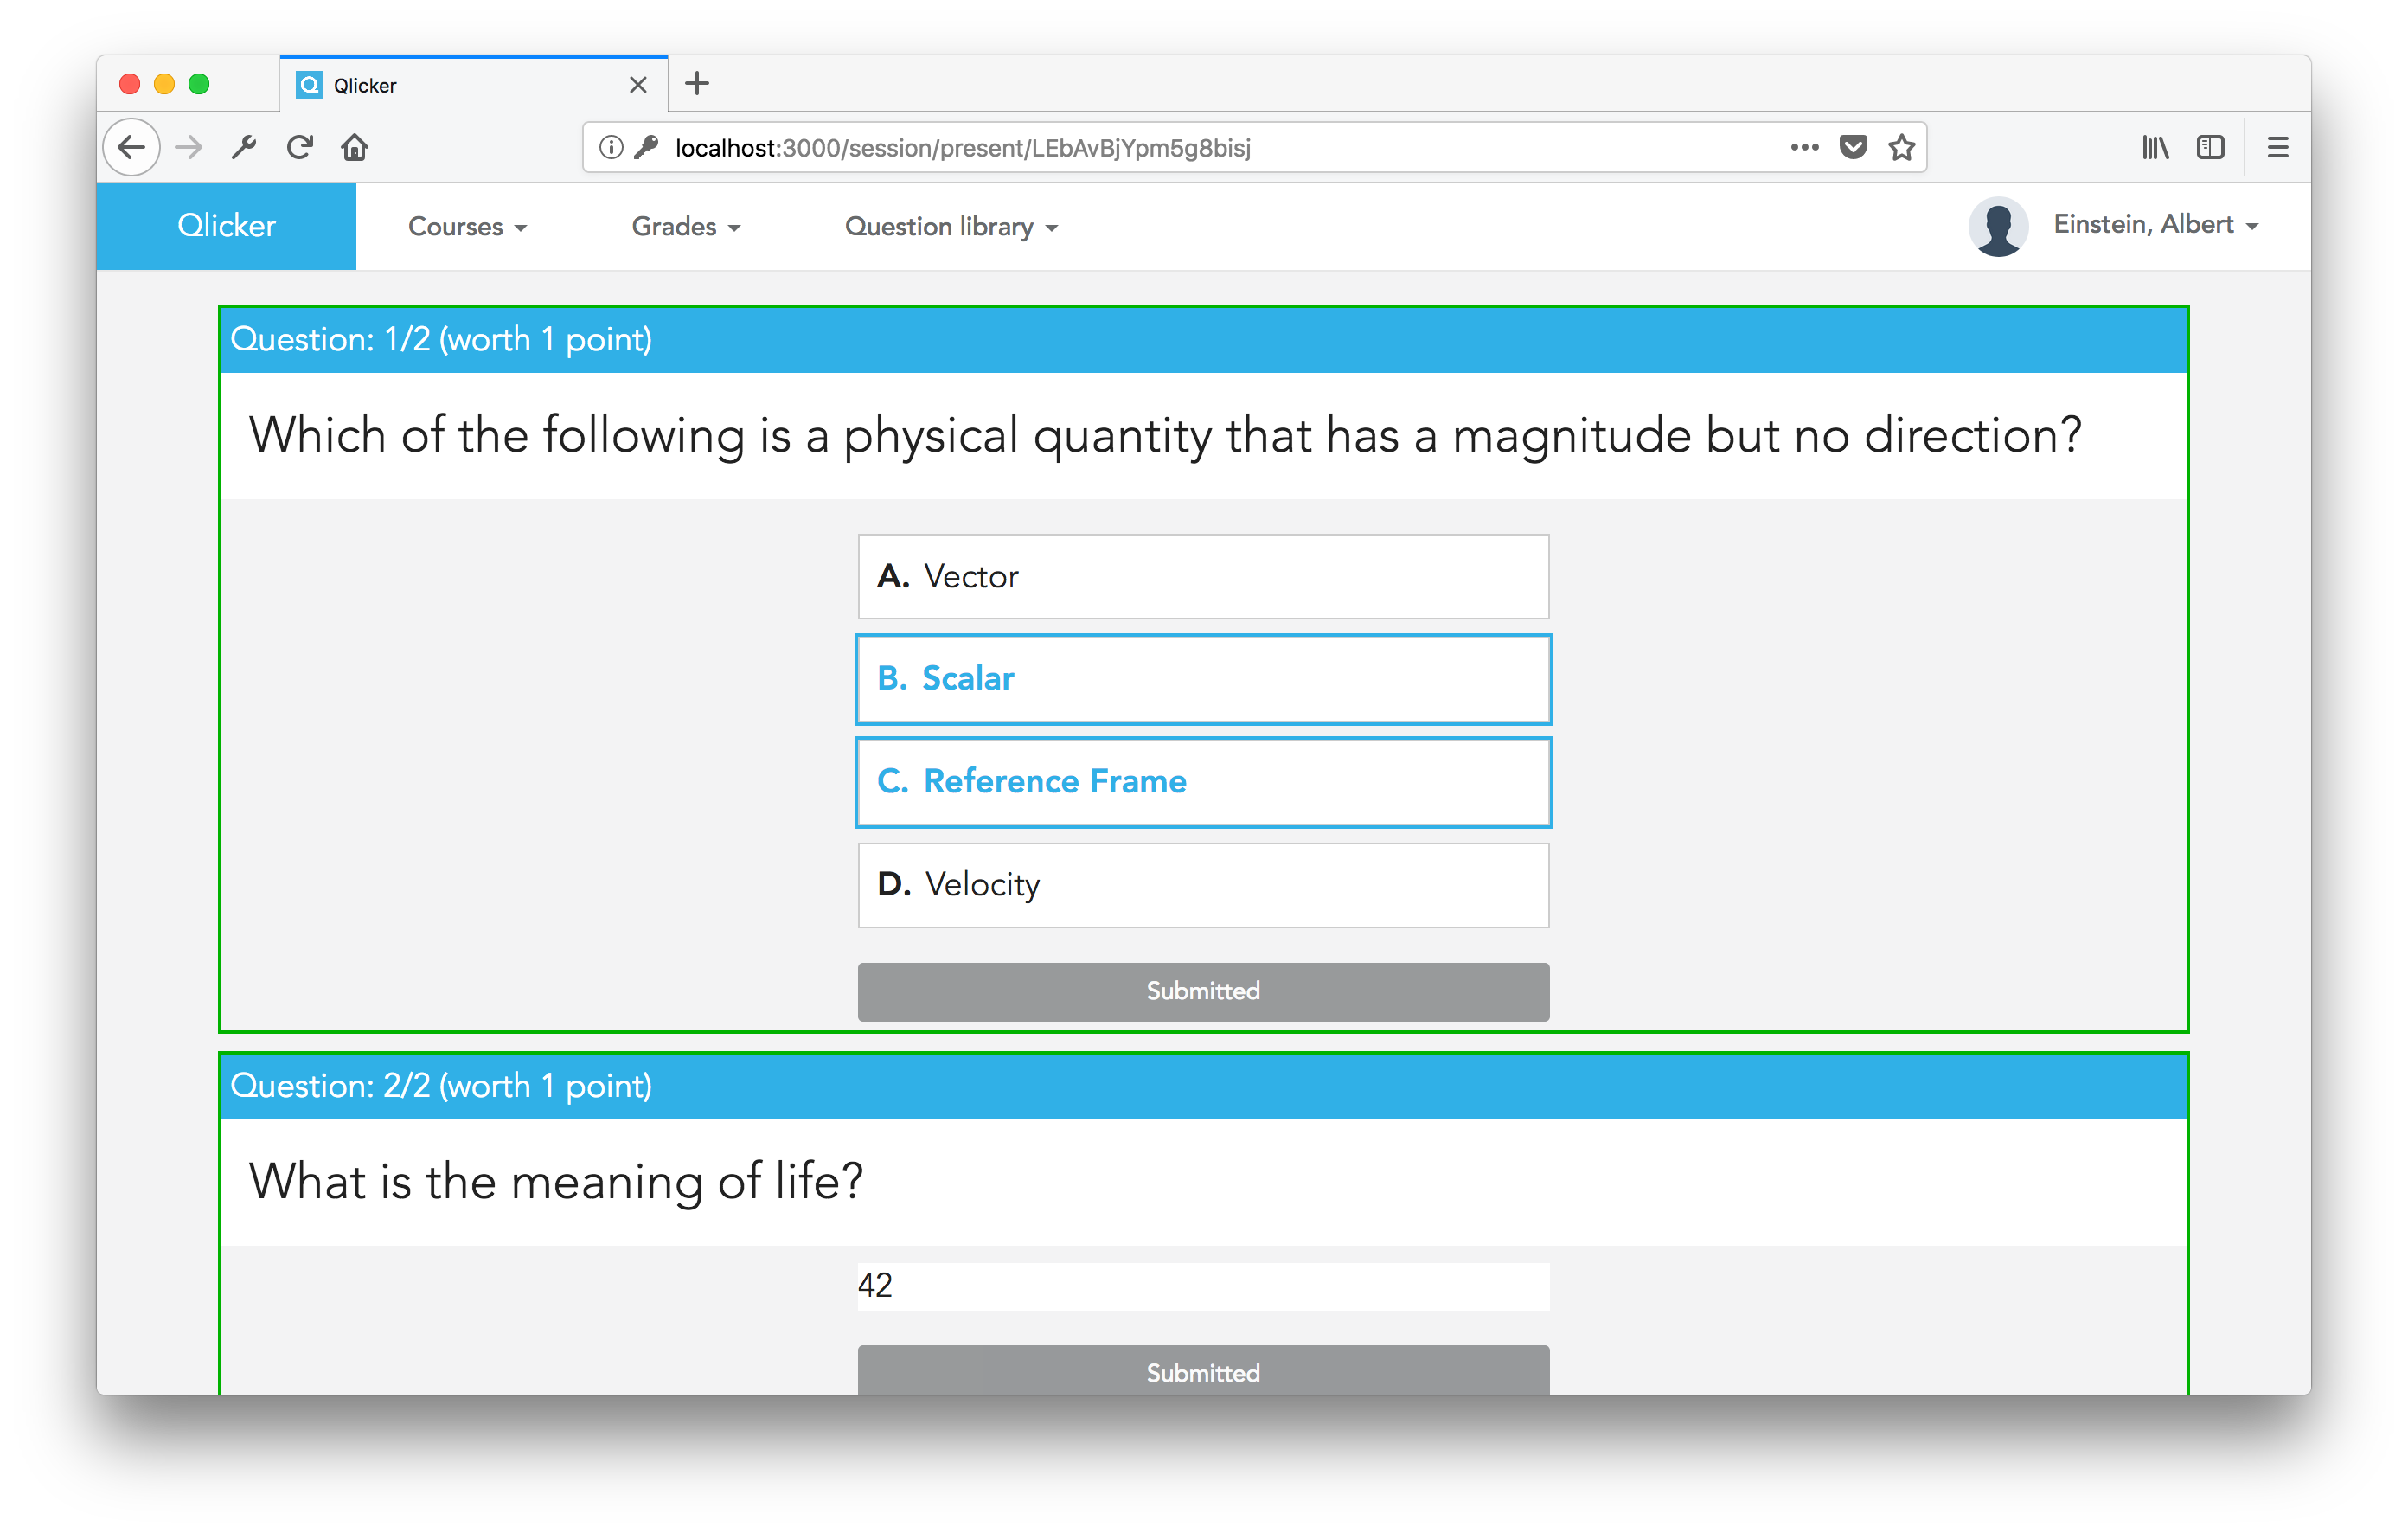 Qlicker
localhost:3000/session/present/LEbAvBjYpm5g8bisj
Qlicker
Courses
Grades
Question library
Einstein, Albert
Question: 1/2 (worth 1 point)
Which of the following is a physical quantity that has a magnitude but no direction?
A. Vector
B. Scalar
C. Reference Frame
D. Velocity
Submitted
Question: 2/2 (worth 1 point)
What is the meaning of life?
42
Submitted